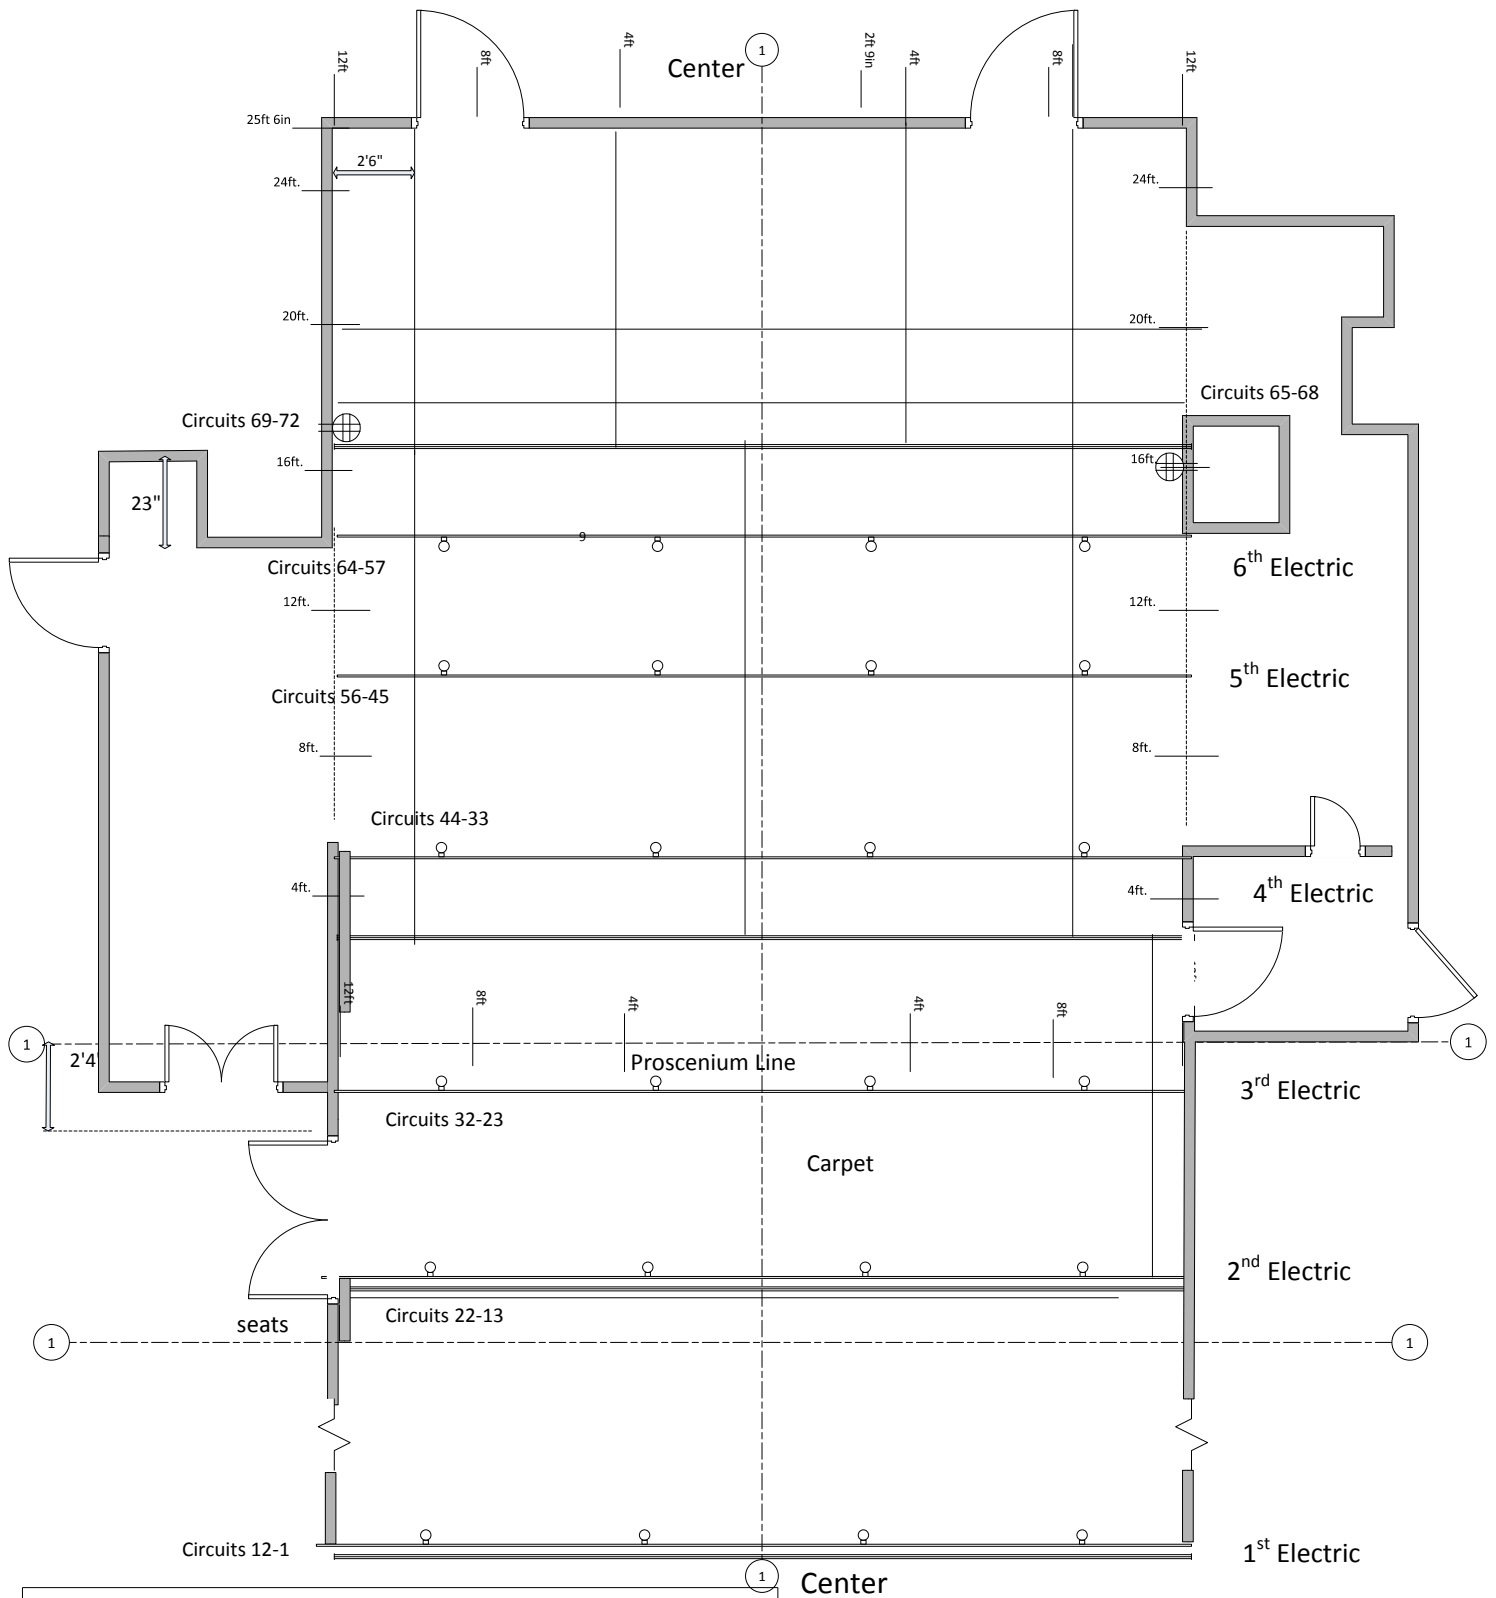 Center
1
12ft
8ft
4ft
2ft 9in
4ft
8ft
12ft
25ft 6in
2'6"
24ft.
24ft.
20ft.
20ft.
Circuits 65-68
Circuits 69-72
16ft.
16ft.
23"
9
Circuits 64-57
6th Electric
12ft.
12ft.
5th Electric
Circuits 56-45
8ft.
8ft.
Circuits 44-33
4ft.
4ft.
4th Electric
12ft
8ft
4ft
4ft
8ft
1
1
2'4'
Proscenium Line
3rd Electric
Circuits 32-23
Carpet
2nd Electric
Circuits 22-13
seats
1
1
Circuits 12-1
1st Electric
1
Center